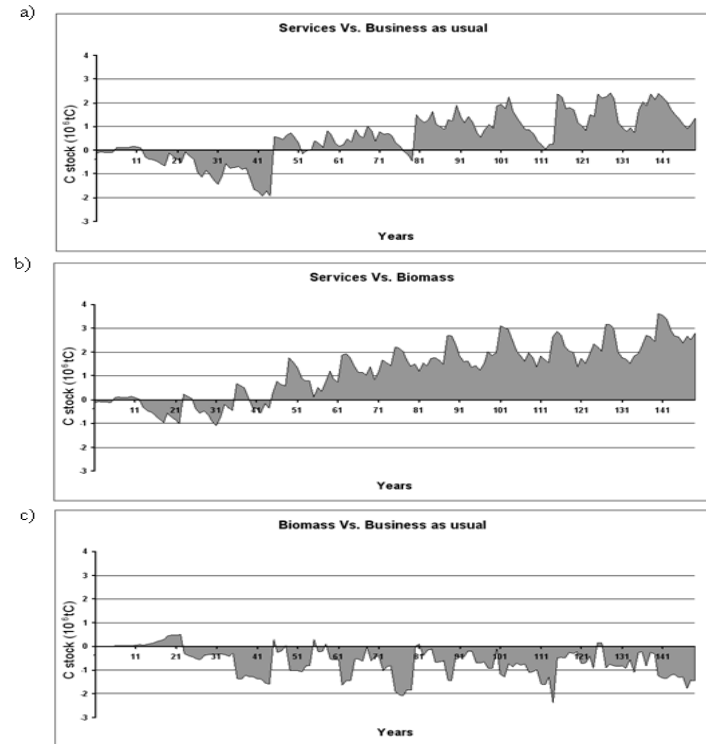 a)
Services Vs. Business as usual
C stock (10⁶tC)
4
3
2
1
0
-1
-2
-3
11 21 31 41 51 61 71 81 91 101 111 121 131 141
Years
b)
Services Vs. Biomass
C stock (10⁶tC)
4
3
2
1
0
-1
-2
-3
11 21 31 41 51 61 71 81 91 101 111 121 131 141
Years
c)
Biomass Vs. Business as usual
C stock (10⁶tC)
4
3
2
1
0
-1
-2
-3
11 21 31 41 51 61 71 81 91 101 111 121 131 141
Years